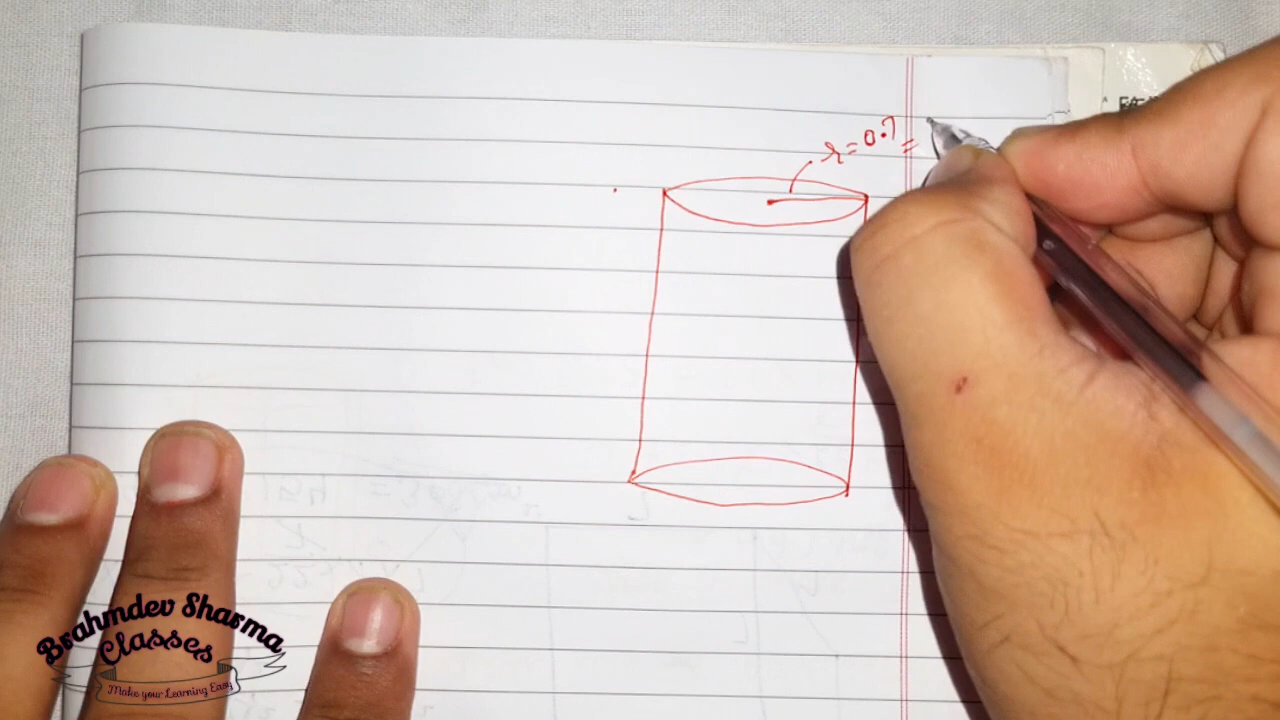 r = 0.7 =
Brahmdev Sharma
Classes
Make your Learning Easy